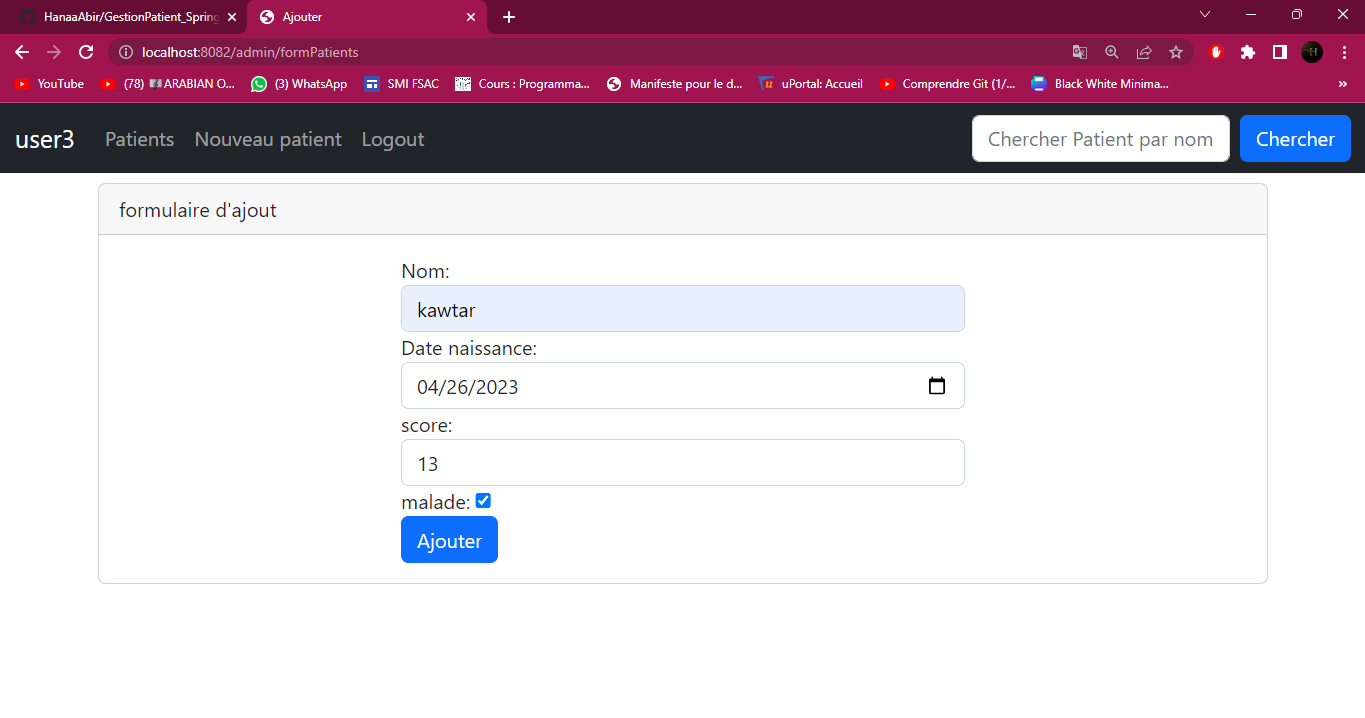 HanaaAbir/GestionPatient_Spring
Ajouter
localhost:8082/admin/formPatients
YouTube
(78) ARABIAN O...
(3) WhatsApp
SMI FSAC
Cours : Programma...
Manifeste pour le d...
uPortal: Accueil
Comprendre Git (1/...
Black White Minima...
»
user3 Patients Nouveau patient Logout
Chercher Patient par nom
Chercher
formulaire d'ajout
Nom:
kawtar
Date naissance:
04/26/2023
score:
13
malade:
Ajouter